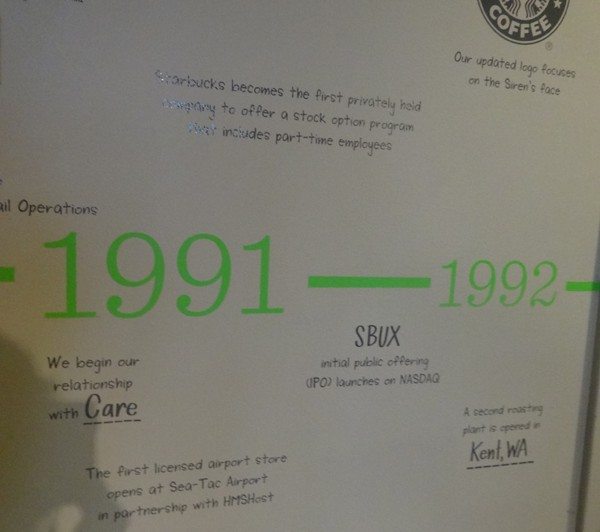 COFFEE
®
Our updated logo focuses
on the Siren's face
Starbucks becomes the first privately held
company to offer a stock option program
that includes part-time employees
ail Operations
1991
1992
SBUX
initial public offering
(IPO) launches on NASDAQ
We begin our
relationship
with Care
A second roasting
plant is opened in
Kent, WA
The first licensed airport store
opens at Sea-Tac Airport
in partnership with HMSHost